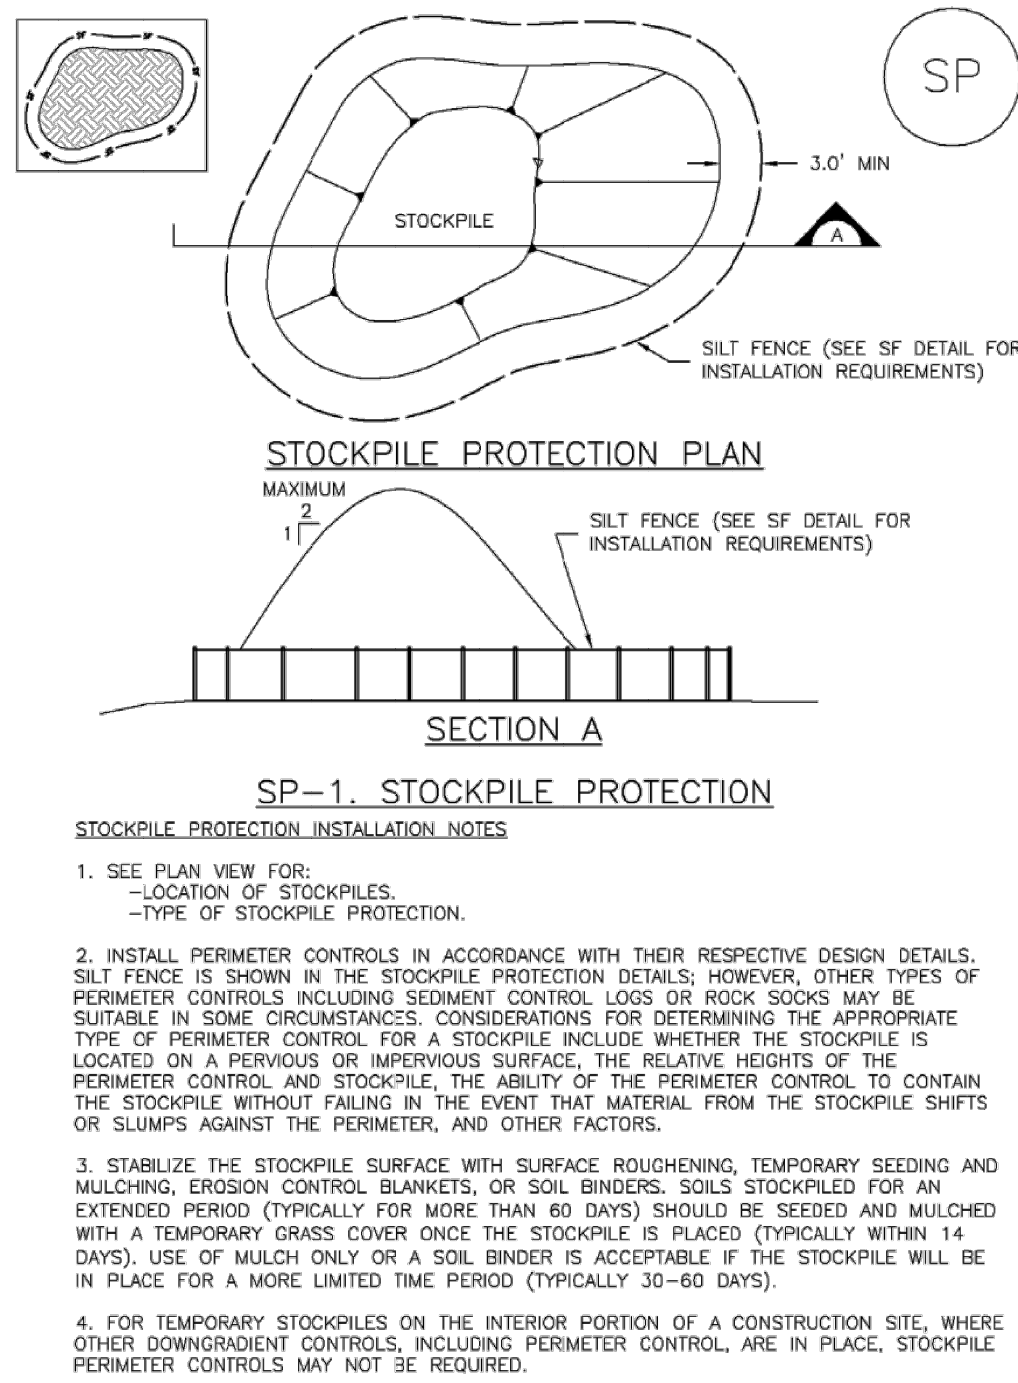 SF
SF
SF
SF
SF
SF
SF
SP
3.0' MIN
STOCKPILE
A
SILT FENCE (SEE SF DETAIL FOR
INSTALLATION REQUIREMENTS)
STOCKPILE PROTECTION PLAN
MAXIMUM
2
1
SILT FENCE (SEE SF DETAIL FOR
INSTALLATION REQUIREMENTS)
SECTION A
SP-1. STOCKPILE PROTECTION
STOCKPILE PROTECTION INSTALLATION NOTES
1. SEE PLAN VIEW FOR:
-LOCATION OF STOCKPILES.
-TYPE OF STOCKPILE PROTECTION.
2. INSTALL PERIMETER CONTROLS IN ACCORDANCE WITH THEIR RESPECTIVE DESIGN DETAILS.
SILT FENCE IS SHOWN IN THE STOCKPILE PROTECTION DETAILS; HOWEVER, OTHER TYPES OF
PERIMETER CONTROLS INCLUDING SEDIMENT CONTROL LOGS OR ROCK SOCKS MAY BE
SUITABLE IN SOME CIRCUMSTANCES. CONSIDERATIONS FOR DETERMINING THE APPROPRIATE
TYPE OF PERIMETER CONTROL FOR A STOCKPILE INCLUDE WHETHER THE STOCKPILE IS
LOCATED ON A PERVIOUS OR IMPERVIOUS SURFACE, THE RELATIVE HEIGHTS OF THE
PERIMETER CONTROL AND STOCKPILE, THE ABILITY OF THE PERIMETER CONTROL TO CONTAIN
THE STOCKPILE WITHOUT FAILING IN THE EVENT THAT MATERIAL FROM THE STOCKPILE SHIFTS
OR SLUMPS AGAINST THE PERIMETER, AND OTHER FACTORS.
3. STABILIZE THE STOCKPILE SURFACE WITH SURFACE ROUGHENING, TEMPORARY SEEDING AND
MULCHING, EROSION CONTROL BLANKETS, OR SOIL BINDERS. SOILS STOCKPILED FOR AN
EXTENDED PERIOD (TYPICALLY FOR MORE THAN 60 DAYS) SHOULD BE SEEDED AND MULCHED
WITH A TEMPORARY GRASS COVER ONCE THE STOCKPILE IS PLACED (TYPICALLY WITHIN 14
DAYS). USE OF MULCH ONLY OR A SOIL BINDER IS ACCEPTABLE IF THE STOCKPILE WILL BE
IN PLACE FOR A MORE LIMITED TIME PERIOD (TYPICALLY 30-60 DAYS).
4. FOR TEMPORARY STOCKPILES ON THE INTERIOR PORTION OF A CONSTRUCTION SITE, WHERE
OTHER DOWNGRADIENT CONTROLS, INCLUDING PERIMETER CONTROL, ARE IN PLACE, STOCKPILE
PERIMETER CONTROLS MAY NOT BE REQUIRED.